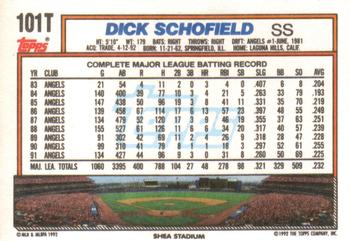 101T
Topps
DICK SCHOFIELD SS
HT: 5'10" WT: 179 BATS: RIGHT THROWS: RIGHT DRFT: ANGELS #1-JUNE, 1981
ACQ: TRADE, 4-12-92 BORN: 11-21-62, SPRINGFIELD, ILL. HOME: LAGUNA HILLS, CALIF.
COMPLETE MAJOR LEAGUE BATTING RECORD
YR CLUB G AB R H 2B 3B HR RBI SB SLG BB SO AVG
83 ANGELS 21 54 4 11 2 0 3 4 0 .407 6 8 .204
84 ANGELS 140 400 39 77 10 3 4 21 5 .263 33 79 .193
85 ANGELS 147 438 50 96 19 3 8 41 11 .331 35 70 .219
86 ANGELS 139 458 67 114 17 6 13 57 23 .397 48 55 .249
87 ANGELS 134 479 52 120 17 3 9 46 19 .355 37 63 .251
88 ANGELS 155 527 61 126 11 6 6 34 20 .317 40 57 .239
89 ANGELS 91 302 42 69 11 2 4 26 9 .318 28 47 .228
90 ANGELS 99 310 41 79 8 1 1 18 3 .297 52 61 .255
91 ANGELS 134 427 44 96 9 3 0 31 8 .260 50 69 .225
MAJ. LEA. TOTALS 1060 3395 400 788 104 27 48 278 98 .321 329 509 .232
© MLB & MLBPA 1992
SHEA STADIUM
© 1992 THE TOPPS COMPANY, INC.